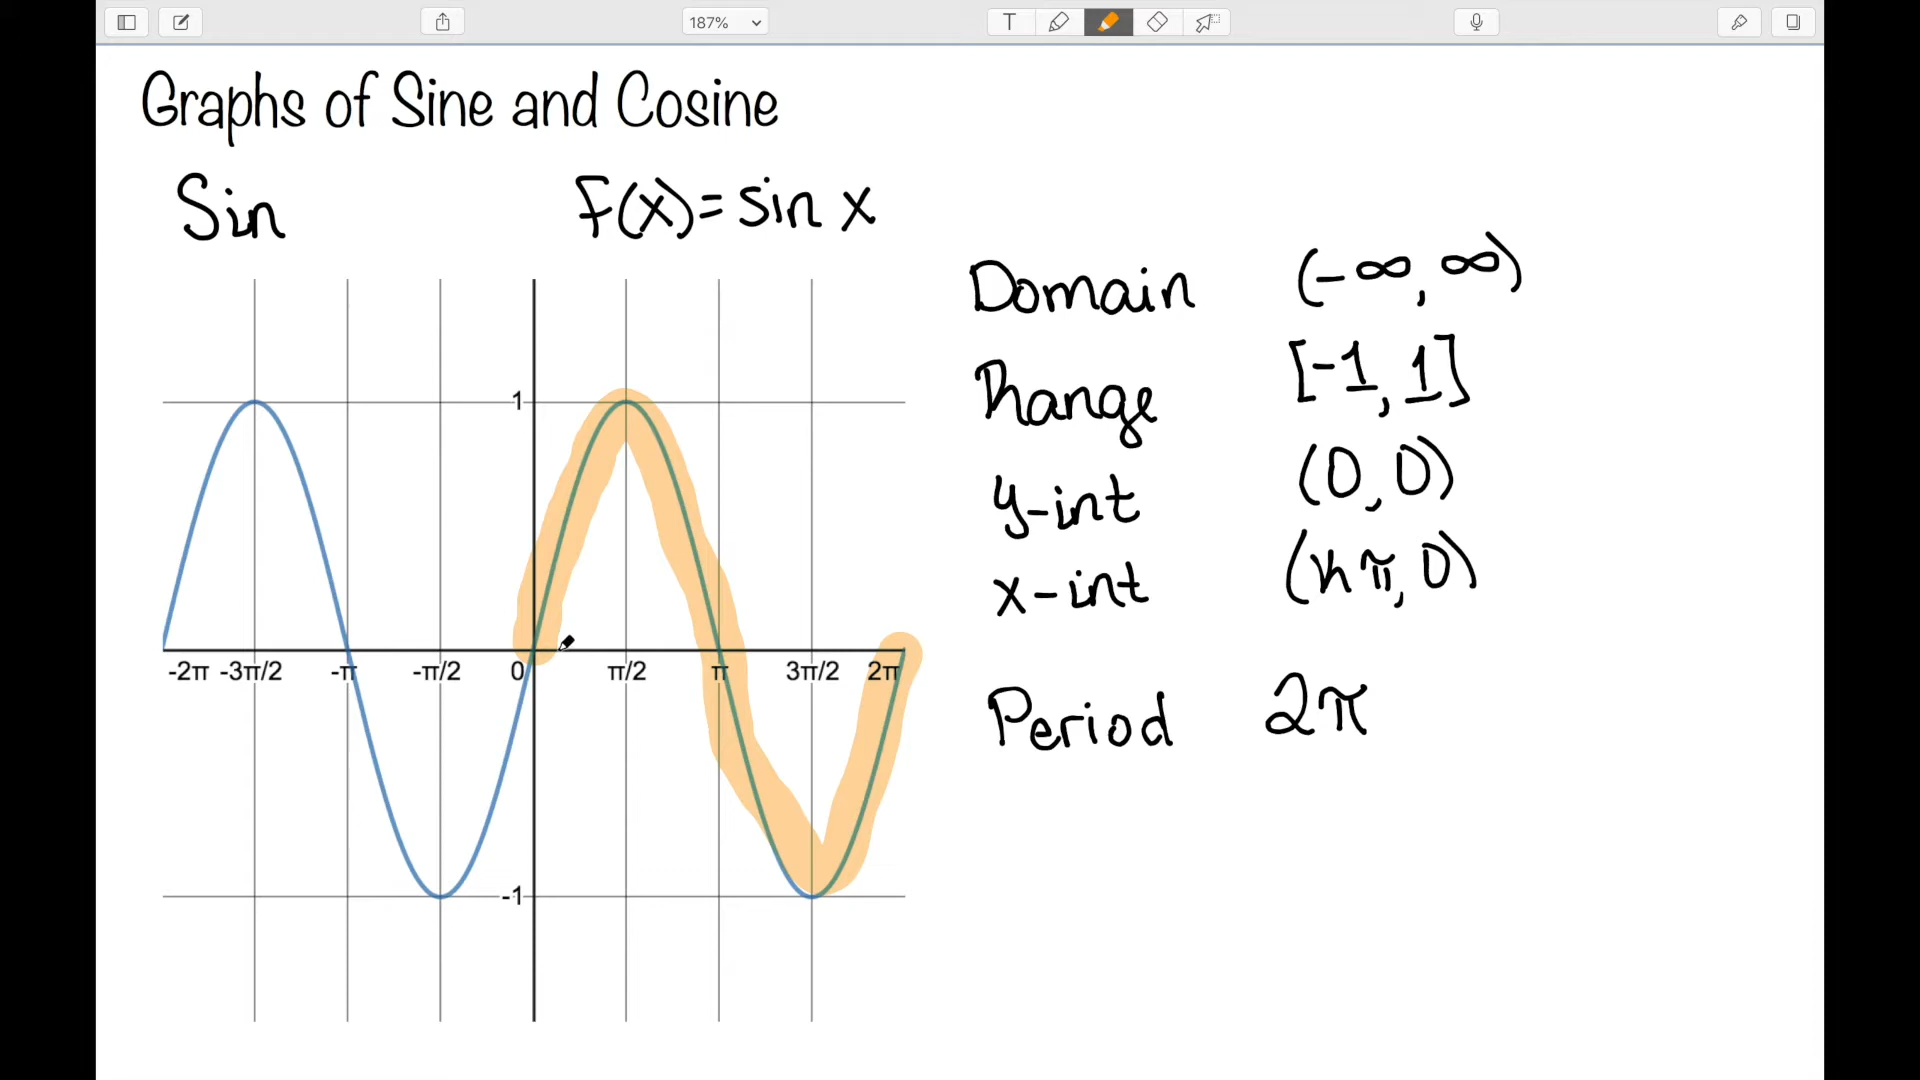 187%
T
Graphs of Sine and Cosine
Sin
F(x)= sin x
Domain (-∞, ∞)
Range [-1, 1]
y-int (0, 0)
x-int (nπ, 0)
Period 2π
1
-2π -3π/2 -π -π/2 0 π/2 π 3π/2 2π
-1